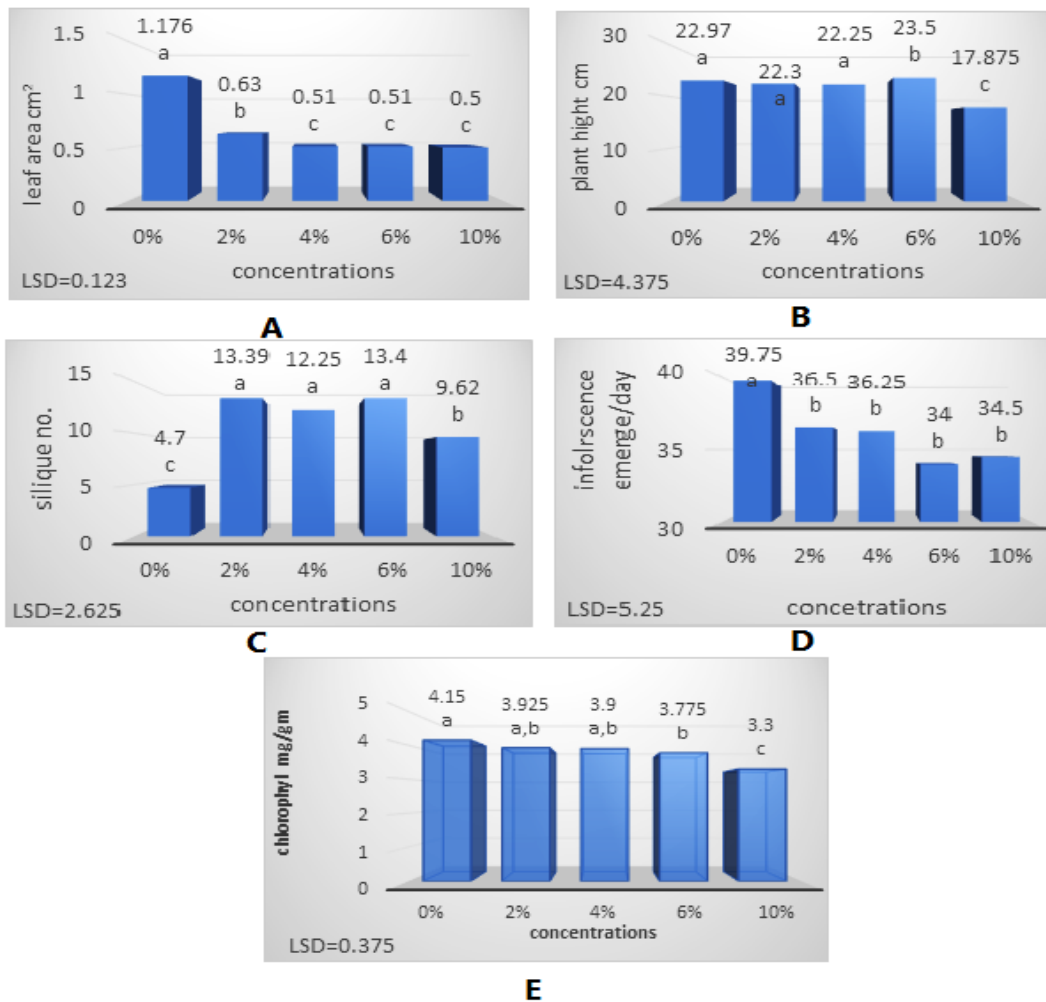 1.5
1
0.5
0
leaf area cm²
1.176
a
0.63
b
0.51
c
0.51
c
0.5
c
0%
2%
4%
6%
10%
concentrations
LSD=0.123
A
30
20
10
0
plant hight cm
22.97
a
22.3
a
22.25
a
23.5
b
17.875
c
0%
2%
4%
6%
10%
concentrations
LSD=4.375
B
15
10
5
0
silique no.
4.7
c
13.39
a
12.25
a
13.4
a
9.62
b
0%
2%
4%
6%
10%
concentrations
LSD=2.625
C
40
35
30
infolrscence
emerge/day
39.75
a
36.5
b
36.25
b
34
b
34.5
b
0%
2%
4%
6%
10%
concetrations
LSD=5.25
D
5
4
3
2
1
0
chlorophyl mg/gm
4.15
a
3.925
a,b
3.9
a,b
3.775
b
3.3
c
0%
2%
4%
6%
10%
concentrations
LSD=0.375
E